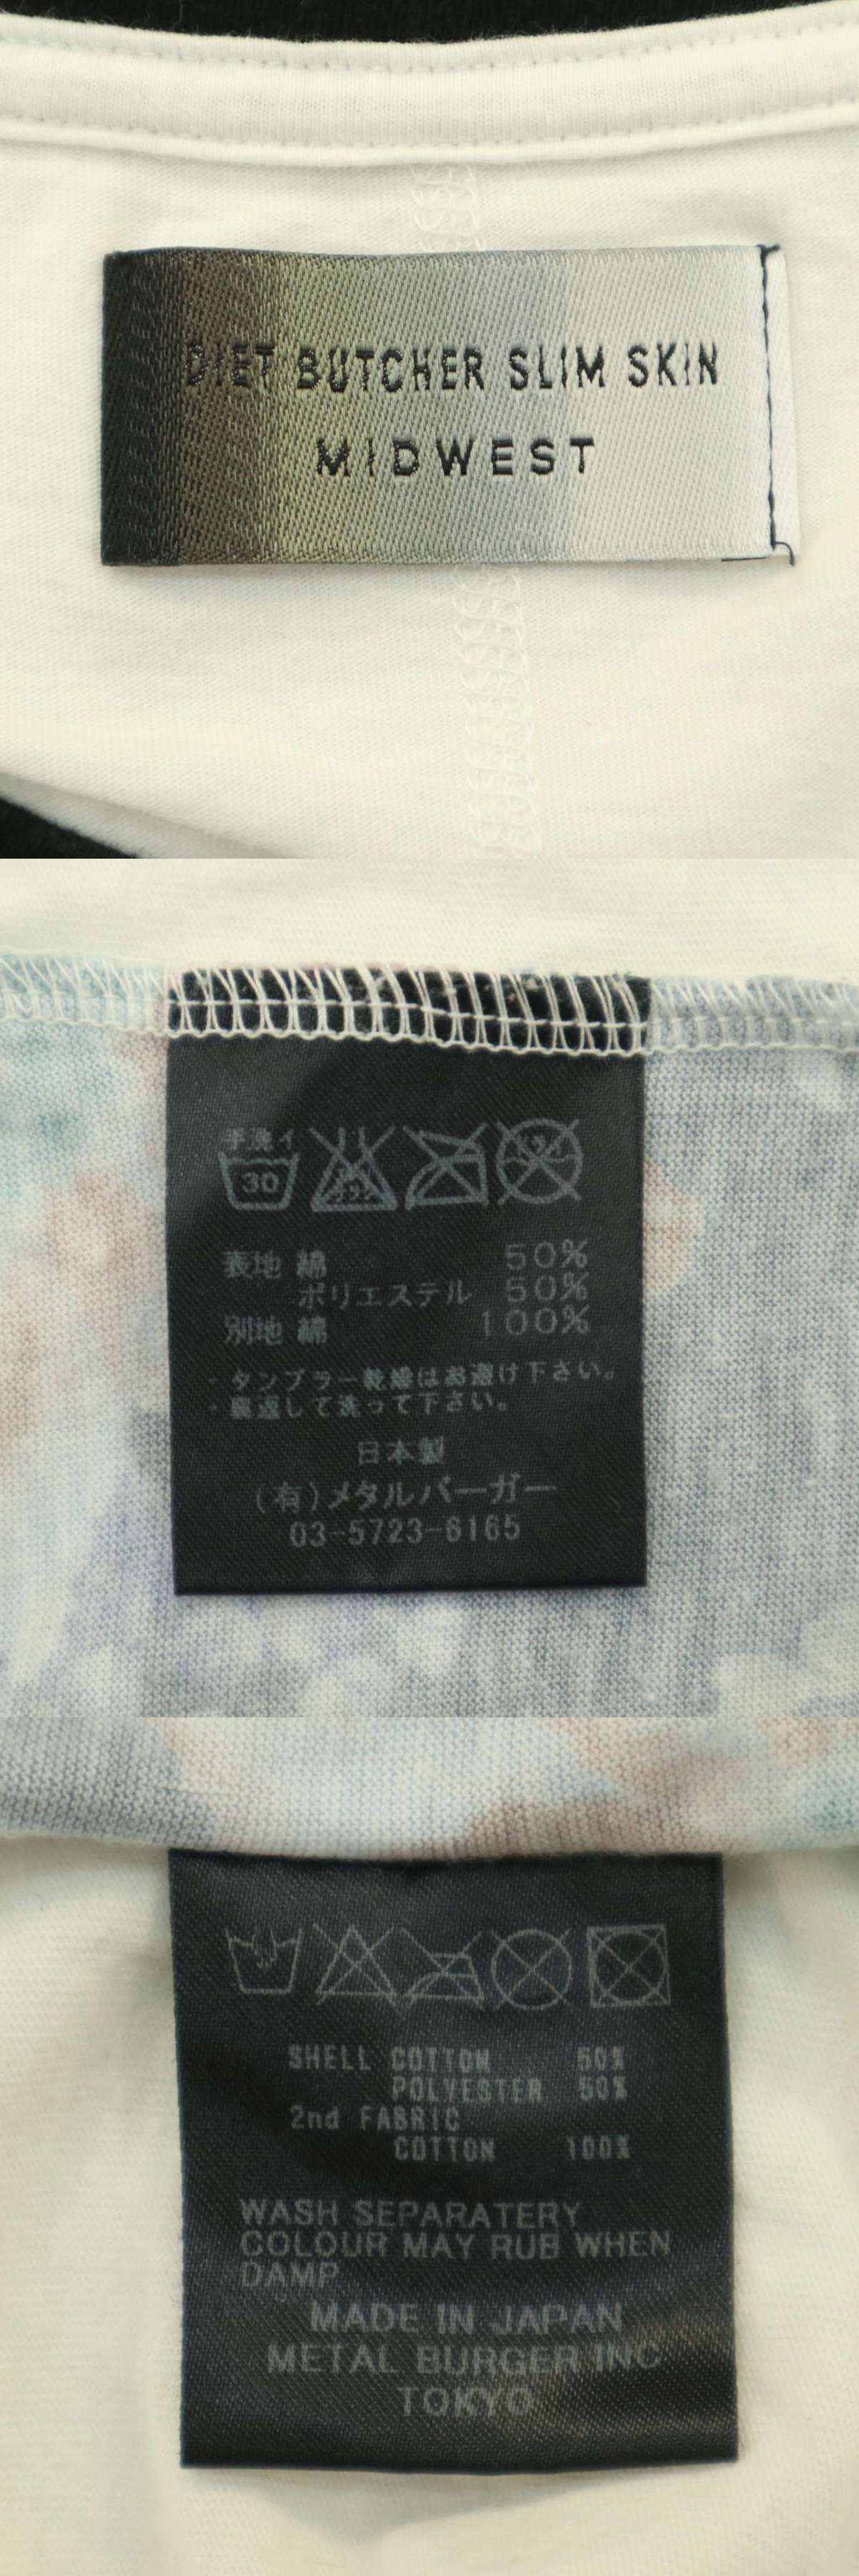 DIET BUTCHER SLIM SKIN
MIDWEST
手洗イ
30
表地 綿 50%
ポリエステル 50%
別地 綿 100%
・タンブラー乾燥はお避け下さい。
・裏返して洗って下さい。
日本製
(有)メタルバーガー
03-5723-6165
SHELL COTTON 50%
POLYESTER 50%
2nd FABRIC
COTTON 100%
WASH SEPARATERY
COLOUR MAY RUB WHEN
DAMP
MADE IN JAPAN
METAL BURGER INC
TOKYO